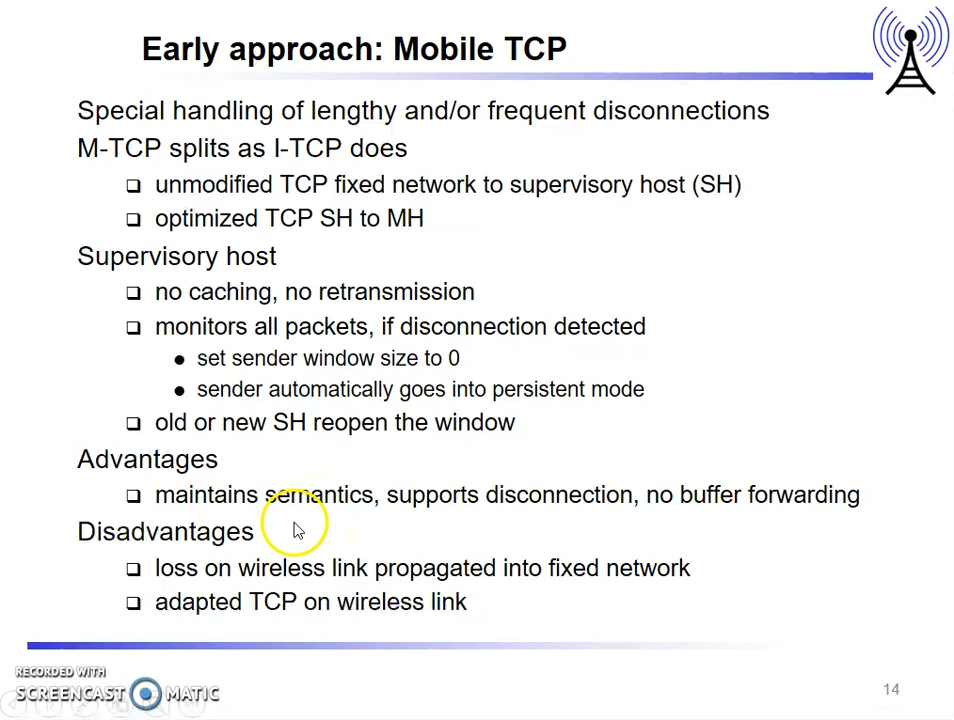 Early approach: Mobile TCP
Special handling of lengthy and/or frequent disconnections
M-TCP splits as I-TCP does
unmodified TCP fixed network to supervisory host (SH)
optimized TCP SH to MH
Supervisory host
no caching, no retransmission
monitors all packets, if disconnection detected
set sender window size to 0
sender automatically goes into persistent mode
old or new SH reopen the window
Advantages
maintains semantics, supports disconnection, no buffer forwarding
Disadvantages
loss on wireless link propagated into fixed network
adapted TCP on wireless link
RECORDED WITH
SCREENCAST MATIC
14